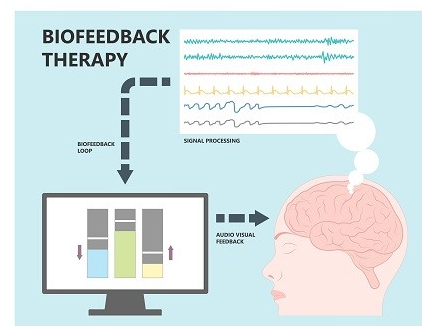 BIOFEEDBACK
THERAPY
SIGNAL PROCESSING
BIOFEEDBACK
LOOP
AUDIO VISUAL
FEEDBACK